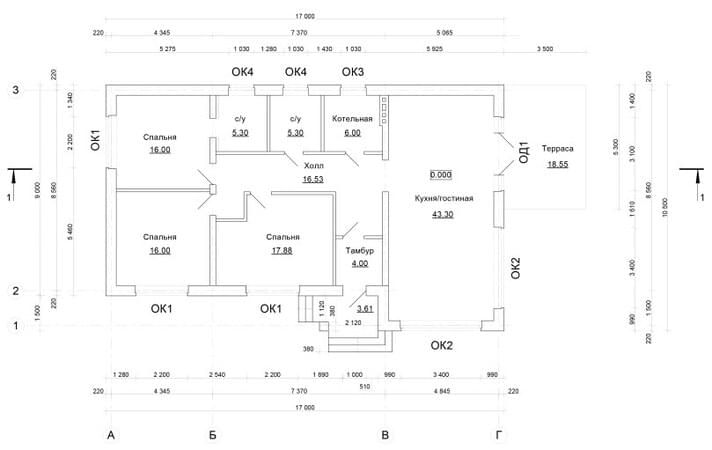 17 000
220 4 345 7 370 5 065
5 275 1 030 1 280 1 030 1 430 1 030 5 925 3 500
ОК4 ОК4 ОК3
3
220
220
1 340
1 400
ОК1
2 200
с/у
5.30
с/у
5.30
Котельная
6.00
Спальня
16.00
ОД1
Терраса
18.55
3 100
5 300
Холл
16.53
0.000
1
1
9 000
8 560
8 560
10 500
Кухня/гостиная
43.30
1 610
5 460
Спальня
16.00
Спальня
17.88
Тамбур
4.00
3 400
ОК2
2
220
ОК1 ОК1
1 120
380
3.61
2 120
990
1 500
1 500
1
220
380
ОК2
1 280 2 200 2 540 2 200 1 690 1 000 990 3 400 990
510
220 4 345 7 370 4 845 220
17 000
А Б В Г